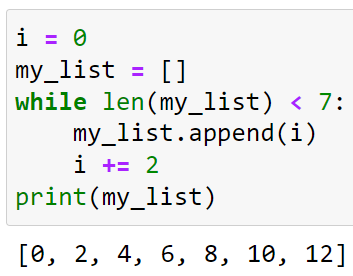 i = 0
my_list = []
while len(my_list) < 7:
    my_list.append(i)
    i += 2
print(my_list)
[0, 2, 4, 6, 8, 10, 12]